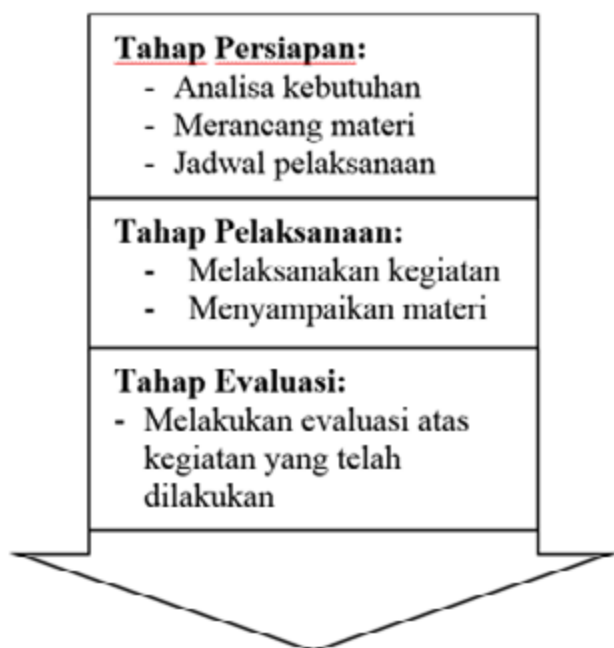 Tahap Persiapan:
- Analisa kebutuhan
- Merancang materi
- Jadwal pelaksanaan
Tahap Pelaksanaan:
- Melaksanakan kegiatan
- Menyampaikan materi
Tahap Evaluasi:
- Melakukan evaluasi atas
kegiatan yang telah
dilakukan